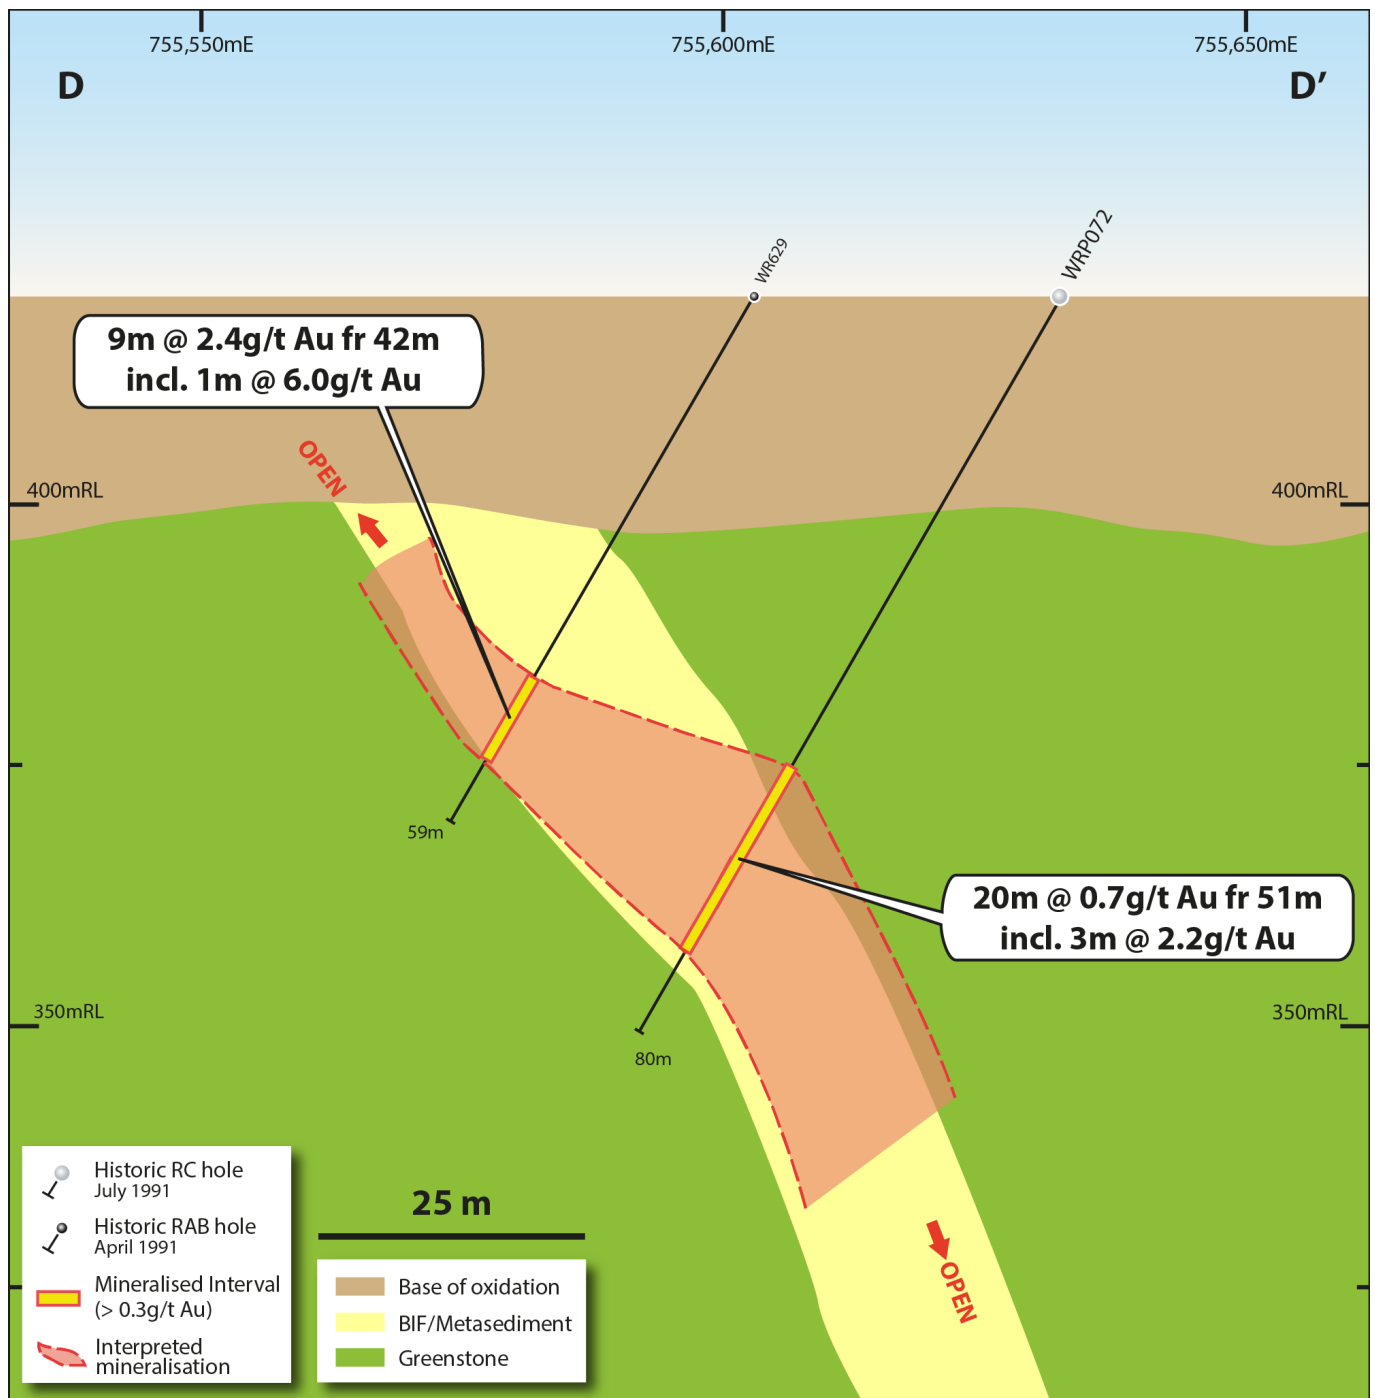 755,550mE
755,600mE
755,650mE
D
D’
WR629
WRP072
9m @ 2.4g/t Au fr 42m
incl. 1m @ 6.0g/t Au
OPEN
400mRL
400mRL
59m
20m @ 0.7g/t Au fr 51m
incl. 3m @ 2.2g/t Au
350mRL
350mRL
80m
OPEN
Historic RC hole
July 1991
Historic RAB hole
April 1991
Mineralised Interval
(> 0.3g/t Au)
Interpreted
mineralisation
25 m
Base of oxidation
BIF/Metasediment
Greenstone